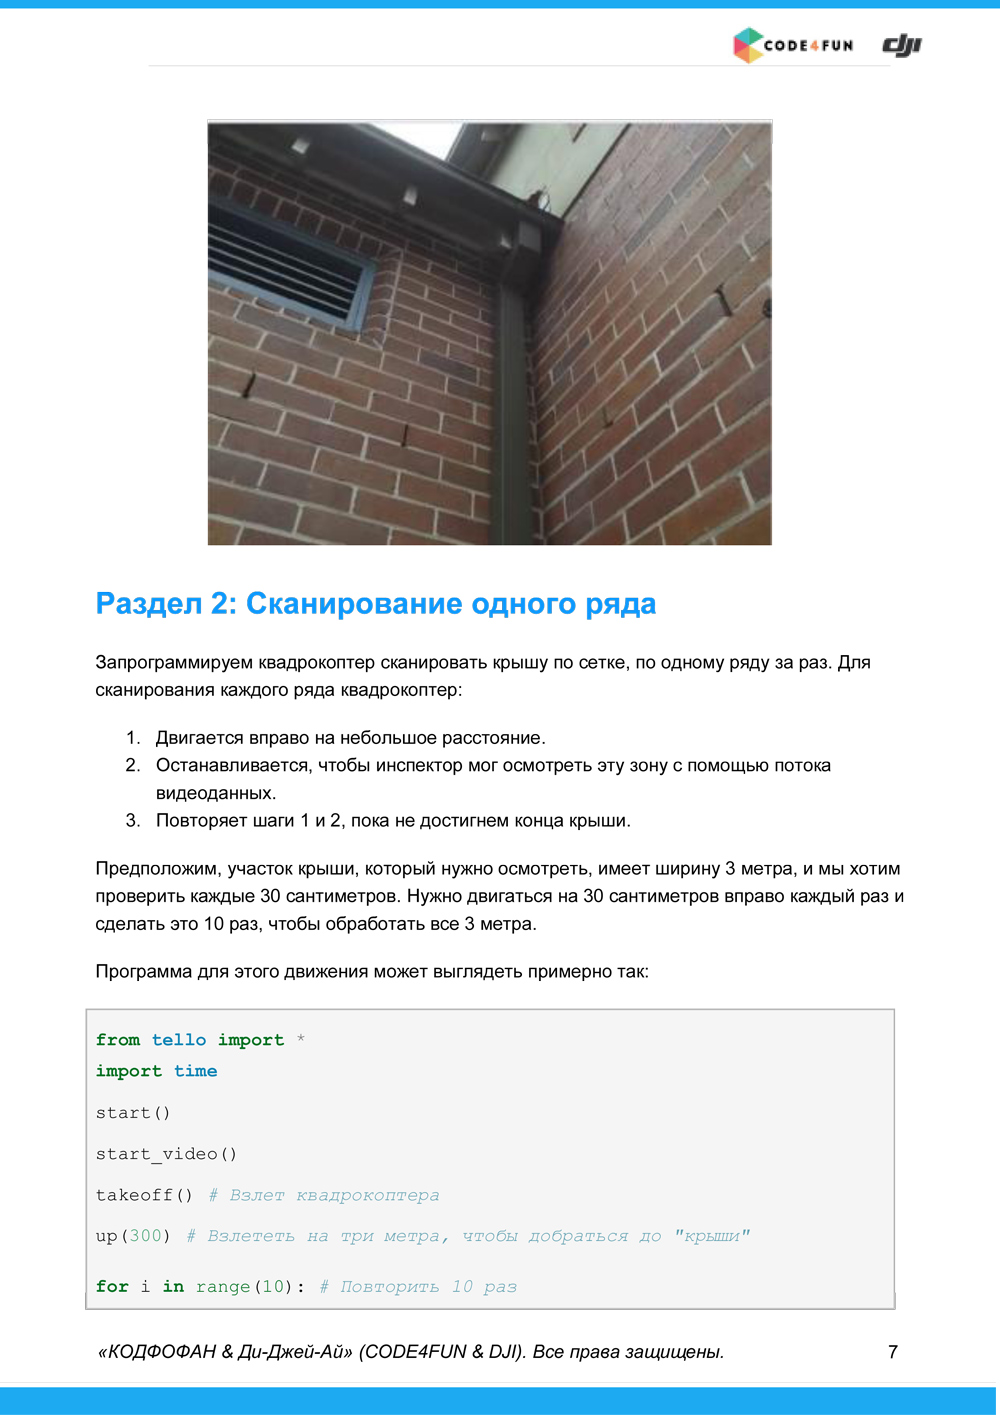 CODE4FUN dji
Раздел 2: Сканирование одного ряда
Запрограммируем квадрокоптер сканировать крышу по сетке, по одному ряду за раз. Для
сканирования каждого ряда квадрокоптер:
1. Двигается вправо на небольшое расстояние.
2. Останавливается, чтобы инспектор мог осмотреть эту зону с помощью потока
видеоданных.
3. Повторяет шаги 1 и 2, пока не достигнем конца крыши.
Предположим, участок крыши, который нужно осмотреть, имеет ширину 3 метра, и мы хотим
проверить каждые 30 сантиметров. Нужно двигаться на 30 сантиметров вправо каждый раз и
сделать это 10 раз, чтобы обработать все 3 метра.
Программа для этого движения может выглядеть примерно так:
from tello import *
import time
start()
start_video()
takeoff() # Взлет квадрокоптера
up(300) # Взлететь на три метра, чтобы добраться до "крыши"
for i in range(10): # Повторить 10 раз
«КОДФОФАН & Ди-Джей-Ай» (CODE4FUN & DJI). Все права защищены. 7